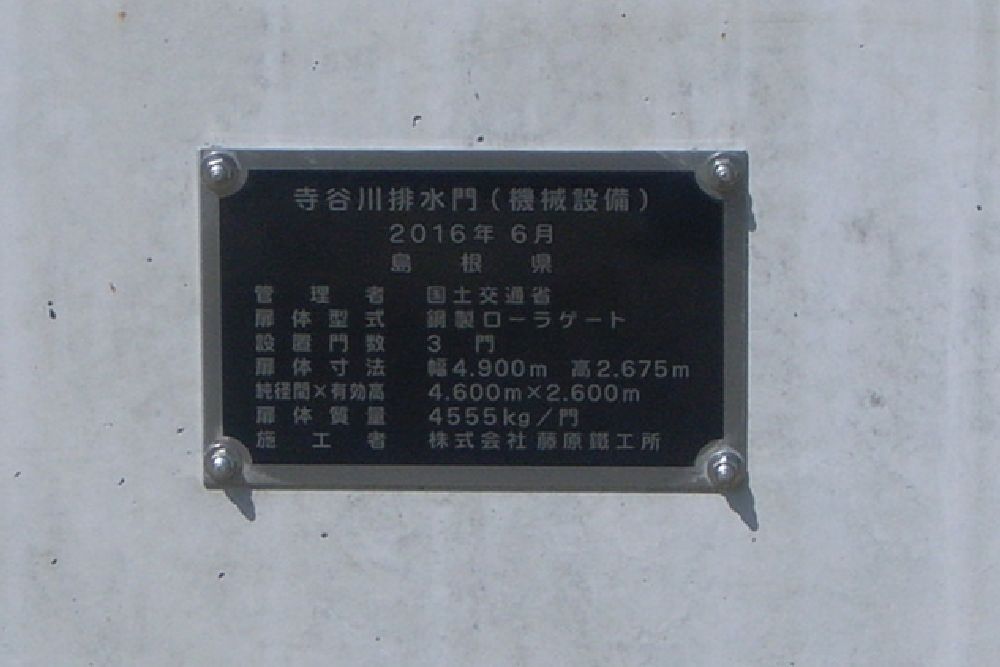 寺谷川排水門（機械設備）
2016年 6月
島根県
管理者 国土交通省
扉体型式 鋼製ローラゲート
設置門数 3門
扉体寸法 幅4.900m 高2.675m
純径間×有効高 4.600m×2.600m
扉体質量 4555kg／門
施工者 株式会社藤原鐵工所